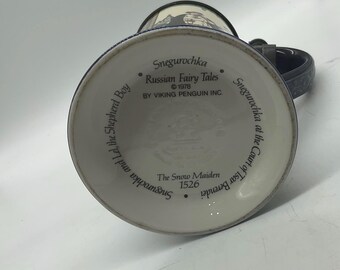 Snegurochka
Russian Fairy Tales
© 1978
BY VIKING PENGUIN INC.
Snegurochka and Lel the Shepherd Boy
Snegurochka at the Court of Tsar Berendei
The Snow Maiden
1526